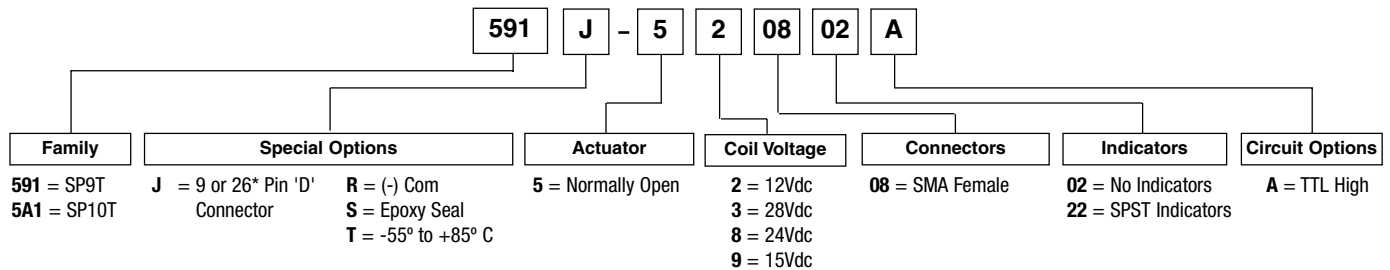 591 J - 5 2 08 02 A
Family
591 = SP9T
5A1 = SP10T
Special Options
J = 9 or 26* Pin 'D'
Connector
R = (-) Com
S = Epoxy Seal
T = -55º to +85º C
Actuator
5 = Normally Open
Coil Voltage
2 = 12Vdc
3 = 28Vdc
8 = 24Vdc
9 = 15Vdc
Connectors
08 = SMA Female
Indicators
02 = No Indicators
22 = SPST Indicators
Circuit Options
A = TTL High